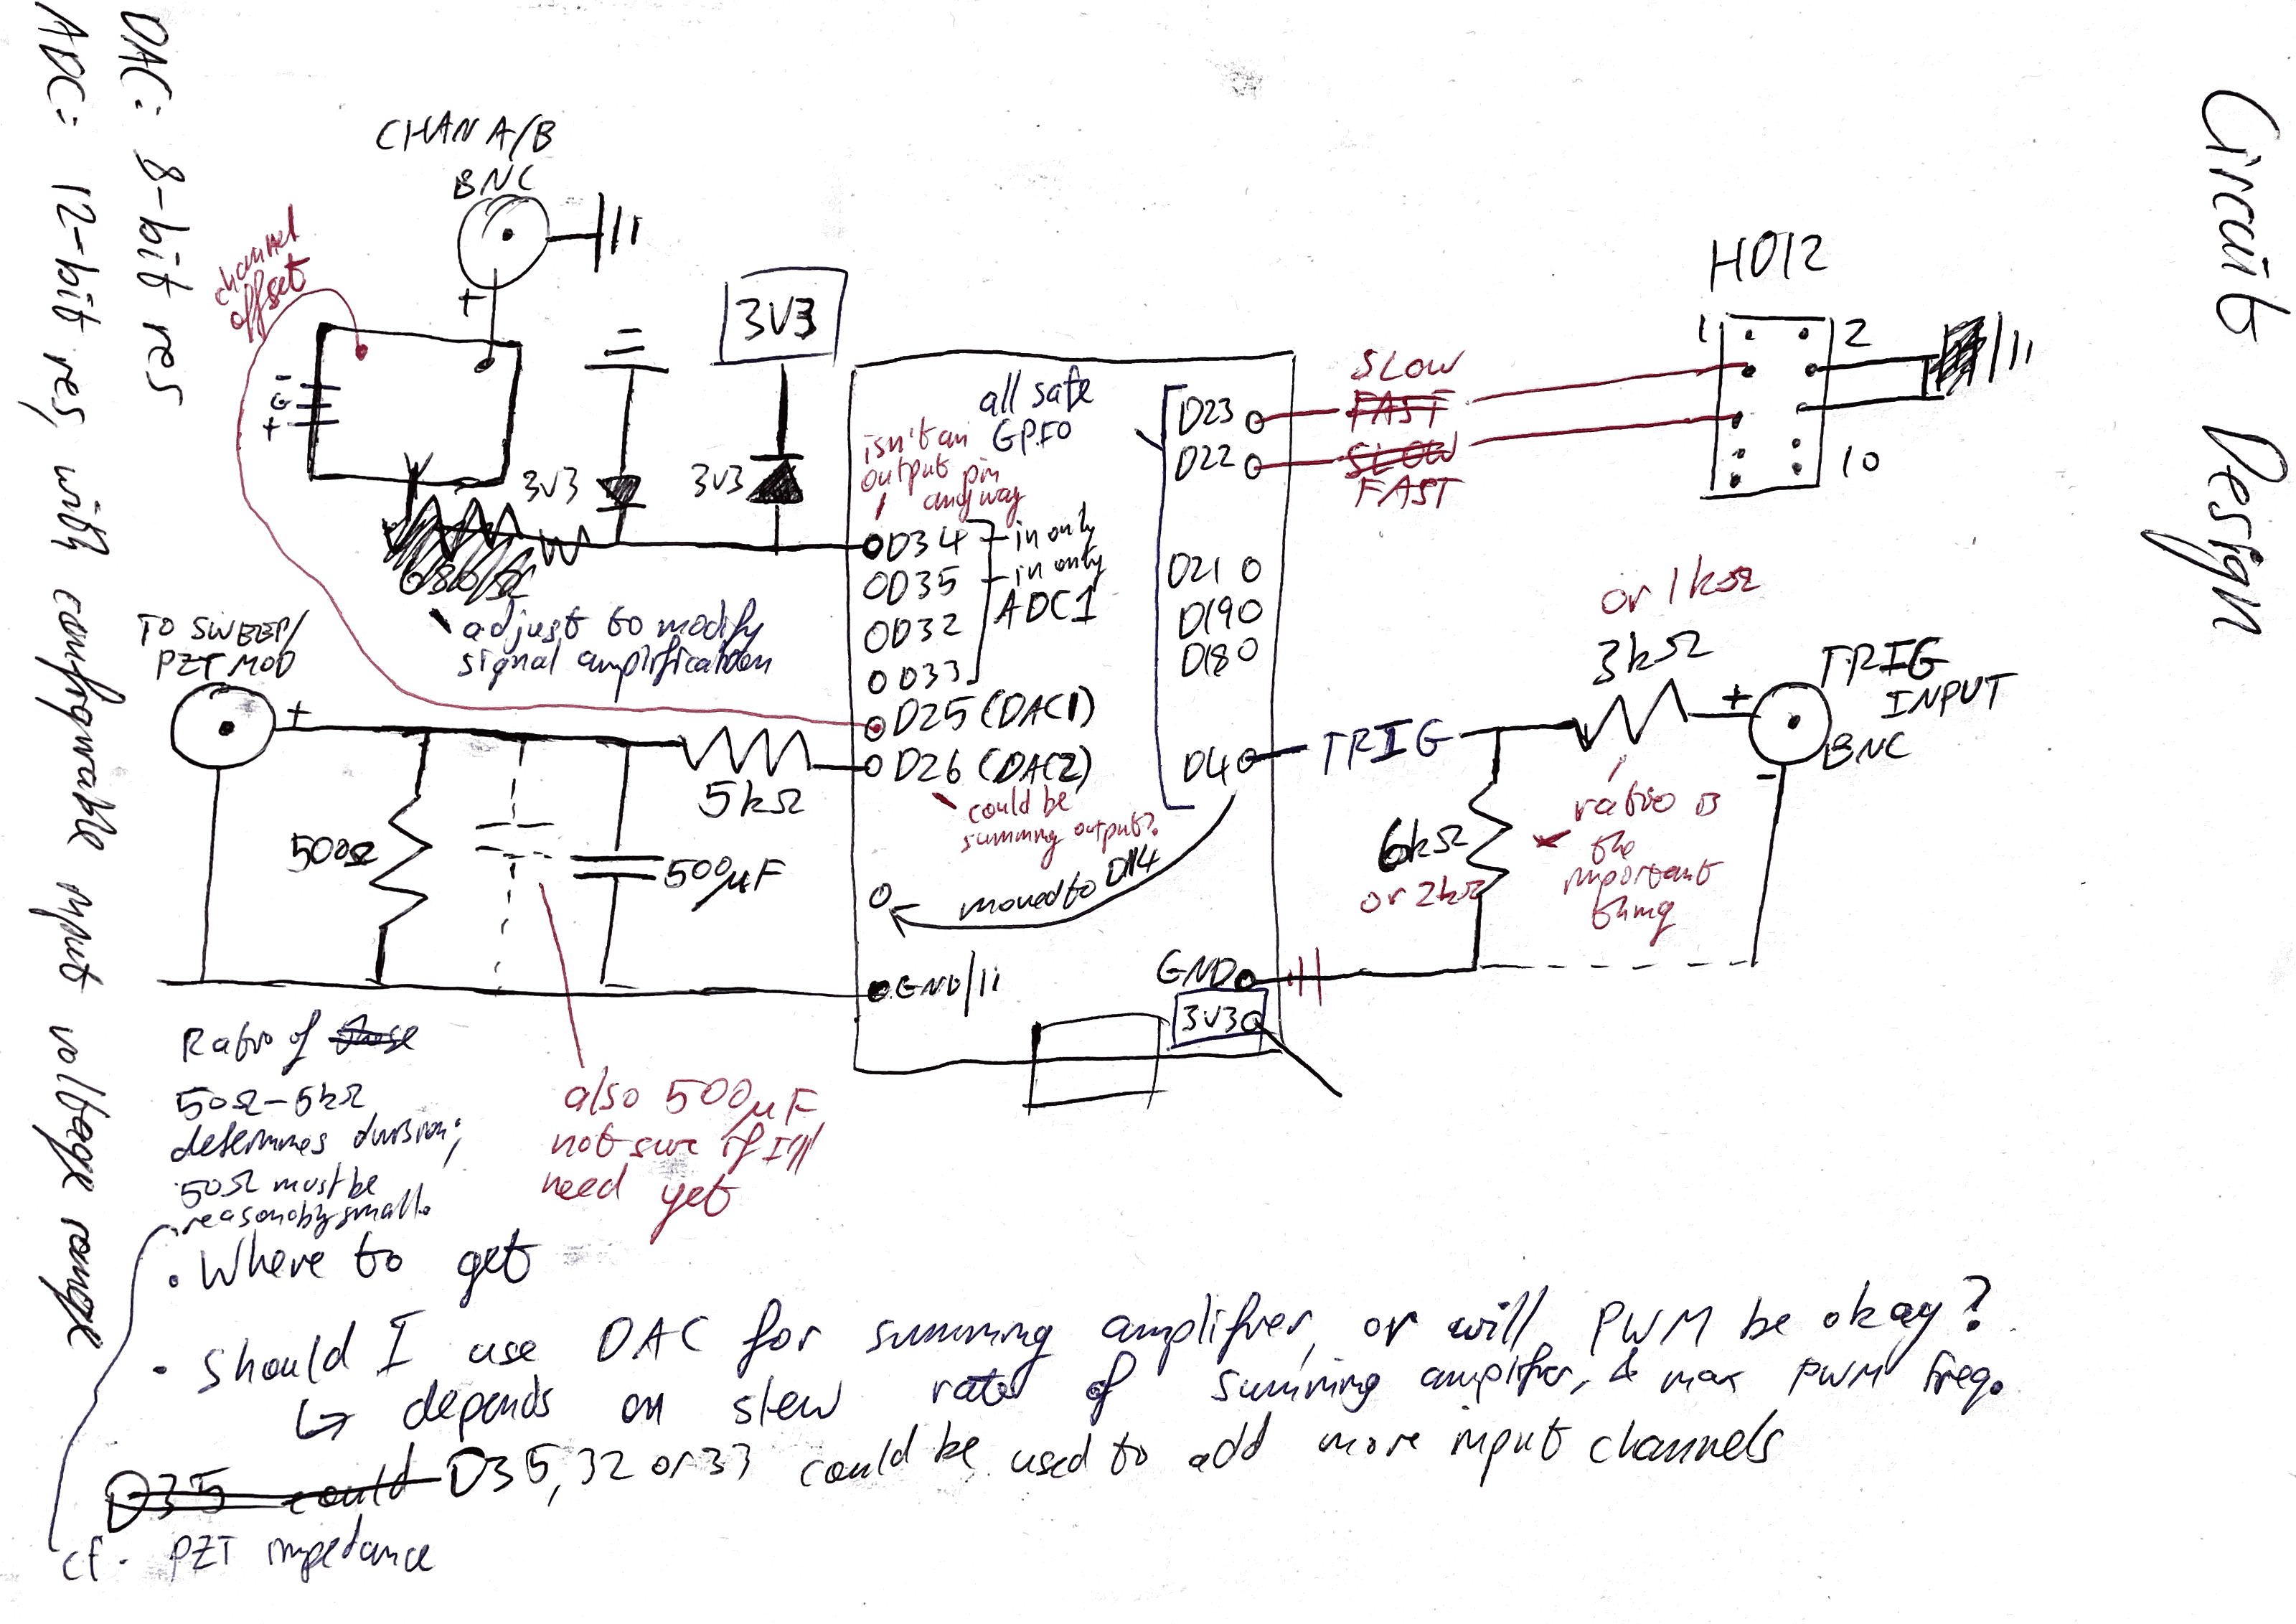 Circuit Design
DAC: 8-bit res
ADC: 12-bit res, with configurable input voltage range
CHAN A/B
BNC
+
channel
offset
-
G
+
3V3
3V3
3V3
680Ω
adjust to modify
signal amplification
all safe
GPIO
isn't an
output pin
anyway
D34 - in only
D35 - in only
D32
D33
ADC1
D25 (DAC1)
D26 (DAC2)
could be
summing output?
moved to D14
GND
D23
D22
D21
D19
D18
D4
GND
3V3
SLOW
FAST
SLOW
FAST
HD12
1
2
10
TRIG
or 1kΩ
3kΩ
+
-
TRIG
INPUT
BNC
6kΩ
or 2kΩ
ratio is
the
important
thing
TO SWEEP/
PZT MOD
+
500Ω
500μF
5kΩ
also 500μF
not sure if I'll
need yet
Ratio of these
50Ω-5kΩ
determines division;
50Ω must be
reasonably small.
• Where to get
• Should I use DAC for summing amplifier, or will PWM be okay?
↳ depends on slew rate of summing amplifier, & max PWM freq.
D35 could D35, 32 or 33 could be used to add more input channels
cf. PZT impedance